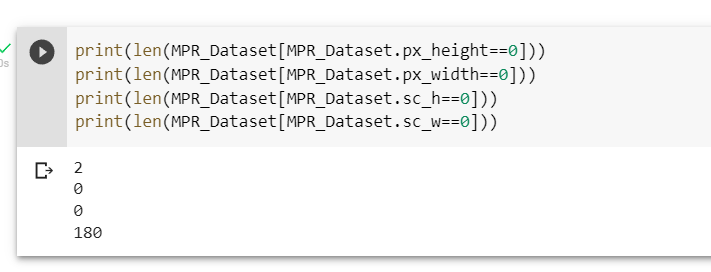 print(len(MPR_Dataset[MPR_Dataset.px_height==0]))
print(len(MPR_Dataset[MPR_Dataset.px_width==0]))
print(len(MPR_Dataset[MPR_Dataset.sc_h==0]))
print(len(MPR_Dataset[MPR_Dataset.sc_w==0]))
2
0
0
180